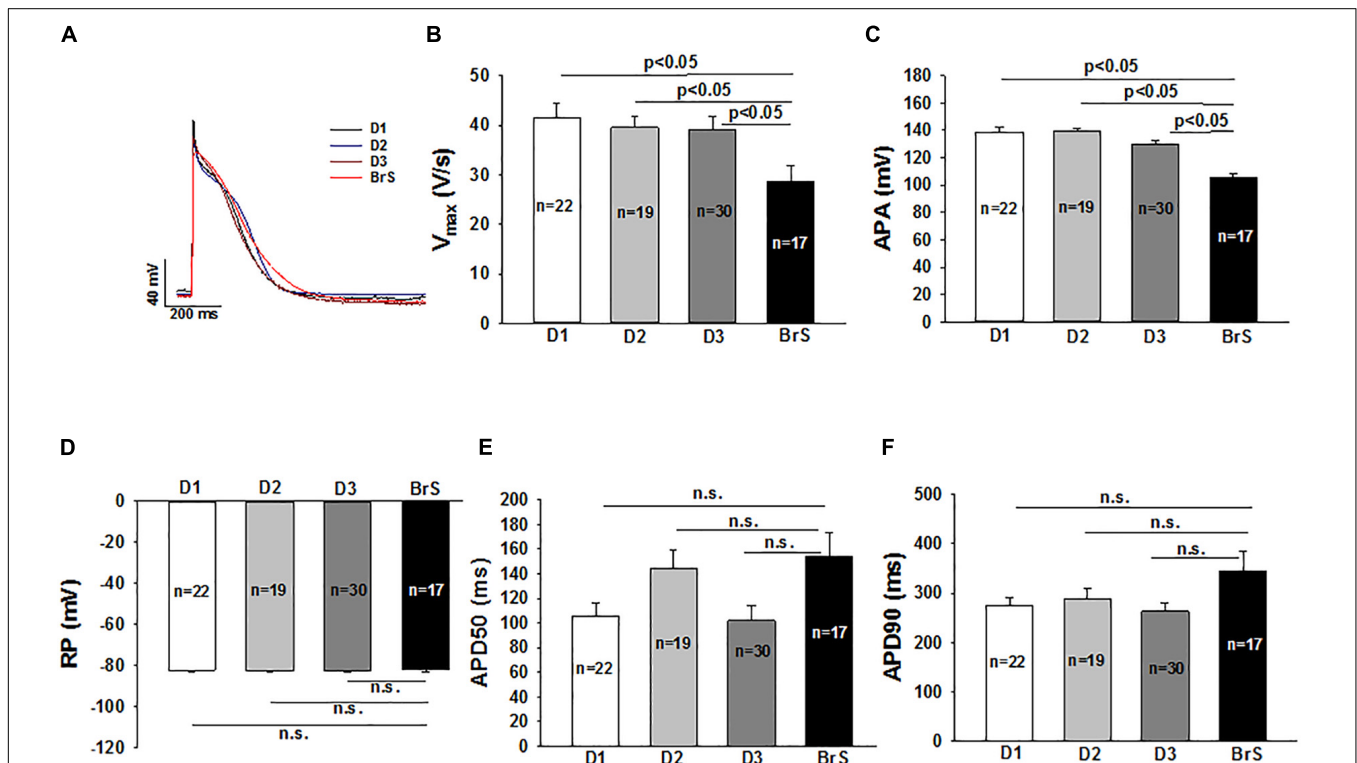 A
D1
D2
D3
BrS
40 mV
200 ms
B
Vmax (V/s)
50
40
30
20
10
0
p<0.05
p<0.05
p<0.05
n=22
n=19
n=30
n=17
D1 D2 D3 BrS
C
APA (mV)
180
160
140
120
100
80
60
40
20
0
p<0.05
p<0.05
p<0.05
n=22
n=19
n=30
n=17
D1 D2 D3 BrS
D
RP (mV)
D1 D2 D3 BrS
0
-20
-40
-60
-80
-100
-120
n=22
n=19
n=30
n=17
n.s.
n.s.
n.s.
E
APD50 (ms)
200
180
160
140
120
100
80
60
40
20
0
n.s.
n.s.
n.s.
n=22
n=19
n=30
n=17
D1 D2 D3 BrS
F
APD90 (ms)
500
400
300
200
100
0
n.s.
n.s.
n.s.
n=22
n=19
n=30
n=17
D1 D2 D3 BrS